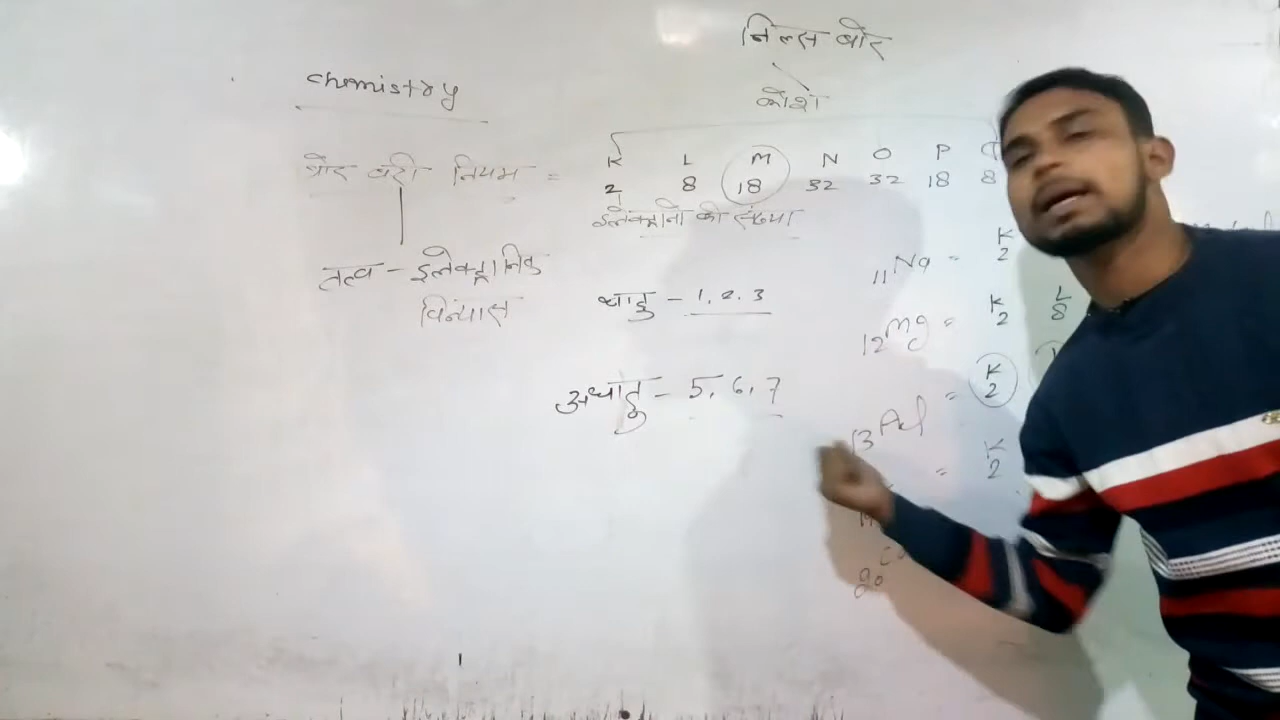 निल्स बोर
chemistry
कोश
K L M N O P
2 8 18 32 32 18 8
बोर बरी नियम =
इलेक्ट्रानो की संख्या
तत्व - इलेक्ट्रानिक
विन्यास
धातु - 1, 2, 3
अधातु - 5, 6, 7
11Na = K
2
12Mg = K L
2 8
13Al = K
2
= K
2
20